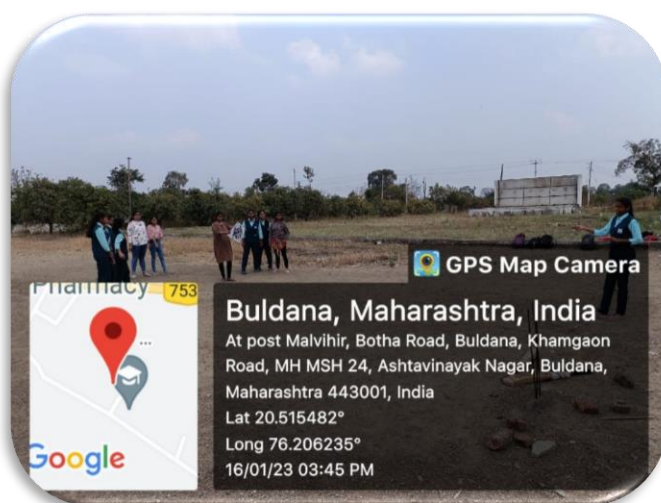 GPS Map Camera
Pharmacy
753
...
Google
Buldana, Maharashtra, India
At post Malvihir, Botha Road, Buldana, Khamgaon
Road, MH MSH 24, Ashtavinayak Nagar, Buldana,
Maharashtra 443001, India
Lat 20.515482°
Long 76.206235°
16/01/23 03:45 PM